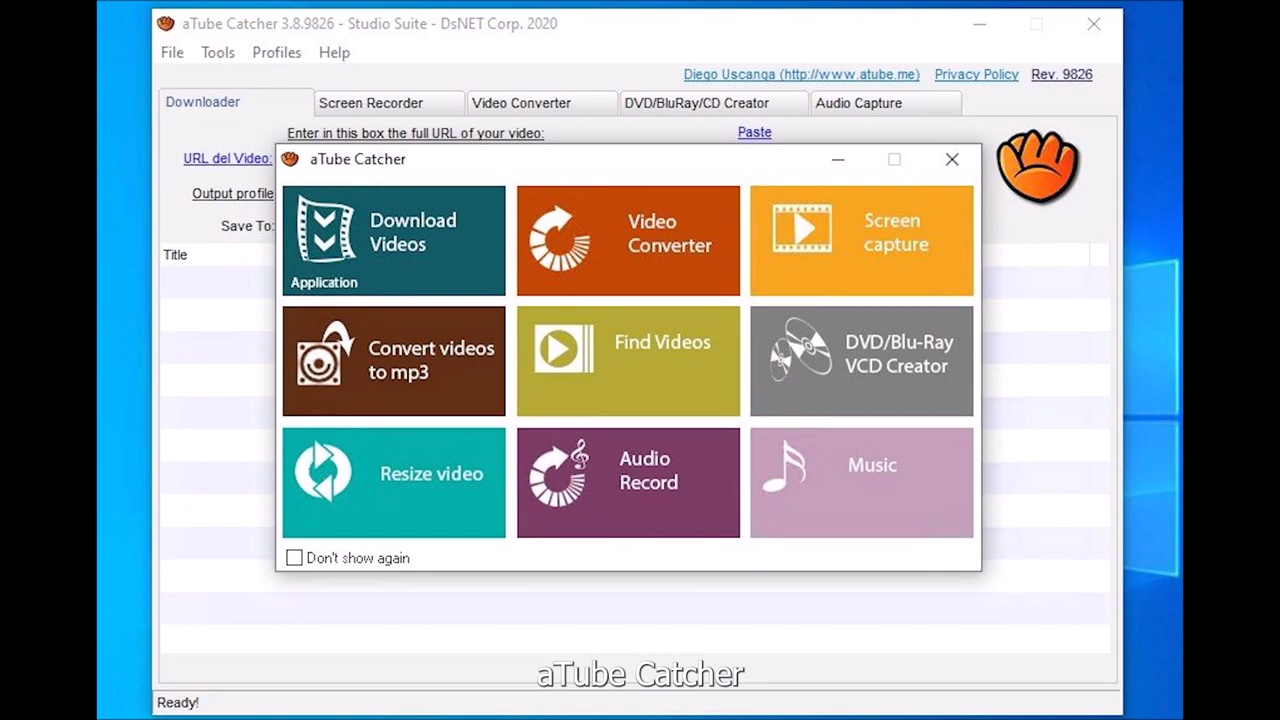 aTube Catcher 3.8.9826 - Studio Suite - DsNET Corp. 2020
File Tools Profiles Help
Diego Uscanga (http://www.atube.me) Privacy Policy Rev. 9826
Downloader Screen Recorder Video Converter DVD/BluRay/CD Creator Audio Capture
Enter in this box the full URL of your video: Paste
URL del Video:
Output profile
Save To:
Title
aTube Catcher
Download
Videos
Application
Video
Converter
Screen
capture
Convert videos
to mp3
Find Videos
DVD/Blu-Ray
VCD Creator
Resize video
Audio
Record
Music
Don't show again
aTube Catcher
Ready!